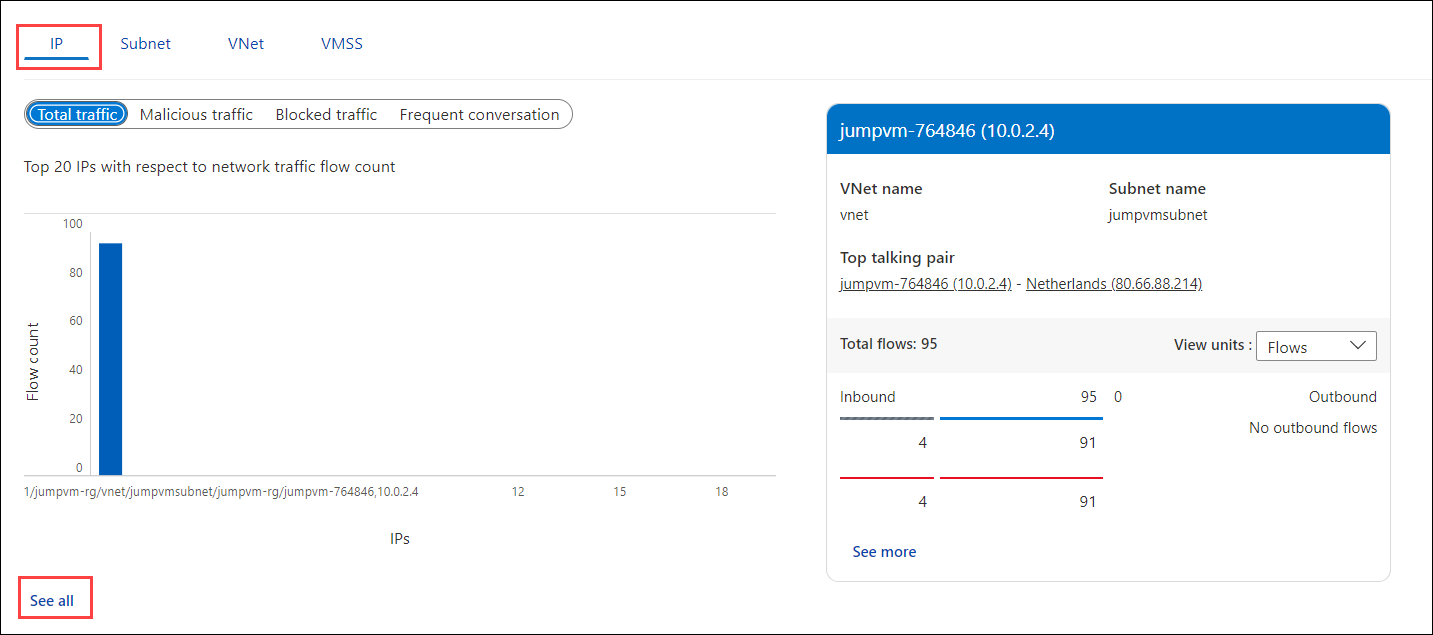 IP Subnet VNet VMSS
Total traffic Malicious traffic Blocked traffic Frequent conversation
Top 20 IPs with respect to network traffic flow count
100
80
60
40
20
0
Flow count
1/jumpvm-rg/vnet/jumpvmsubnet/jumpvm-rg/jumpvm-764846,10.0.2.4 12 15 18
IPs
See all
jumpvm-764846 (10.0.2.4)
VNet name Subnet name
vnet jumpvmsubnet
Top talking pair
jumpvm-764846 (10.0.2.4) - Netherlands (80.66.88.214)
Total flows: 95 View units : Flows
Inbound 95 0 Outbound
No outbound flows
4 91
4 91
See more